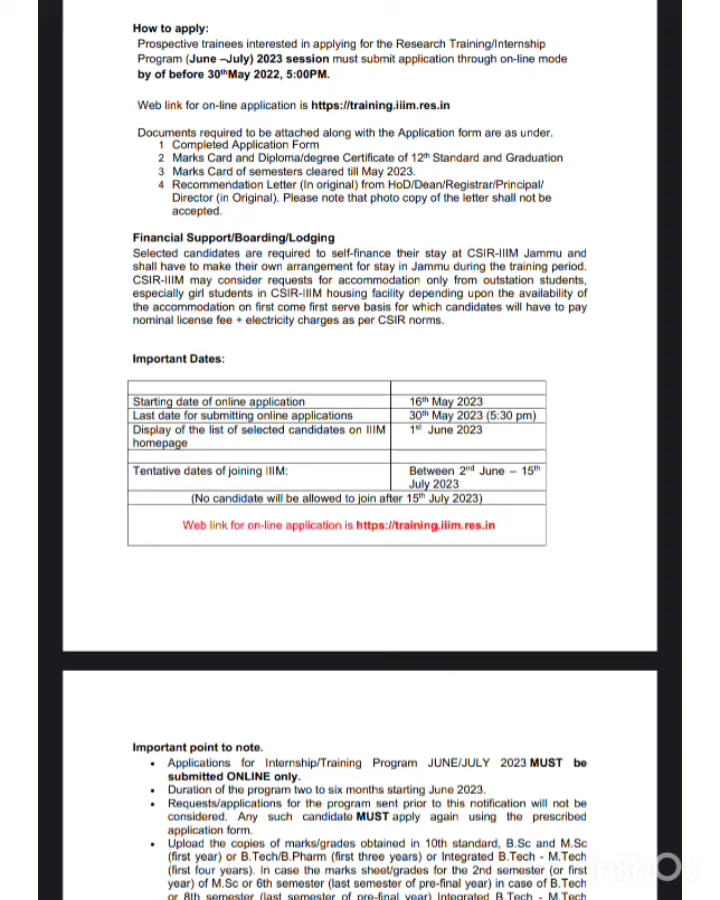 How to apply:
Prospective trainees interested in applying for the Research Training/Internship
Program (June –July) 2023 session must submit application through on-line mode
by of before 30th May 2022, 5:00PM.
Web link for on-line application is https://training.iiim.res.in
Documents required to be attached along with the Application form are as under.
1 Completed Application Form
2 Marks Card and Diploma/degree Certificate of 12th Standard and Graduation
3 Marks Card of semesters cleared till May 2023.
4 Recommendation Letter (In original) from HoD/Dean/Registrar/Principal/
Director (in Original). Please note that photo copy of the letter shall not be
accepted.
Financial Support/Boarding/Lodging
Selected candidates are required to self-finance their stay at CSIR-IIIM Jammu and
shall have to make their own arrangement for stay in Jammu during the training period.
CSIR-IIIM may consider requests for accommodation only from outstation students,
especially girl students in CSIR-IIIM housing facility depending upon the availability of
the accommodation on first come first serve basis for which candidates will have to pay
nominal license fee + electricity charges as per CSIR norms.
Important Dates:
Starting date of online application 16th May 2023
Last date for submitting online applications 30th May 2023 (5:30 pm)
Display of the list of selected candidates on IIIM 1st June 2023
homepage
Tentative dates of joining IIIM: Between 2nd June – 15th
July 2023
(No candidate will be allowed to join after 15th July 2023)
Web link for on-line application is https://training.iiim.res.in
Important point to note.
• Applications for Internship/Training Program JUNE/JULY 2023 MUST be
submitted ONLINE only.
• Duration of the program two to six months starting June 2023.
• Requests/applications for the program sent prior to this notification will not be
considered. Any such candidate MUST apply again using the prescribed
application form.
• Upload the copies of marks/grades obtained in 10th standard, B.Sc and M.Sc
(first year) or B.Tech/B.Pharm (first three years) or Integrated B.Tech - M.Tech
(first four years). In case the marks sheet/grades for the 2nd semester (or first
year) of M.Sc or 6th semester (last semester of pre-final year) in case of B.Tech
or 8th semester (last semester of pre-final year) Integrated B.Tech - M.Tech
InShOt